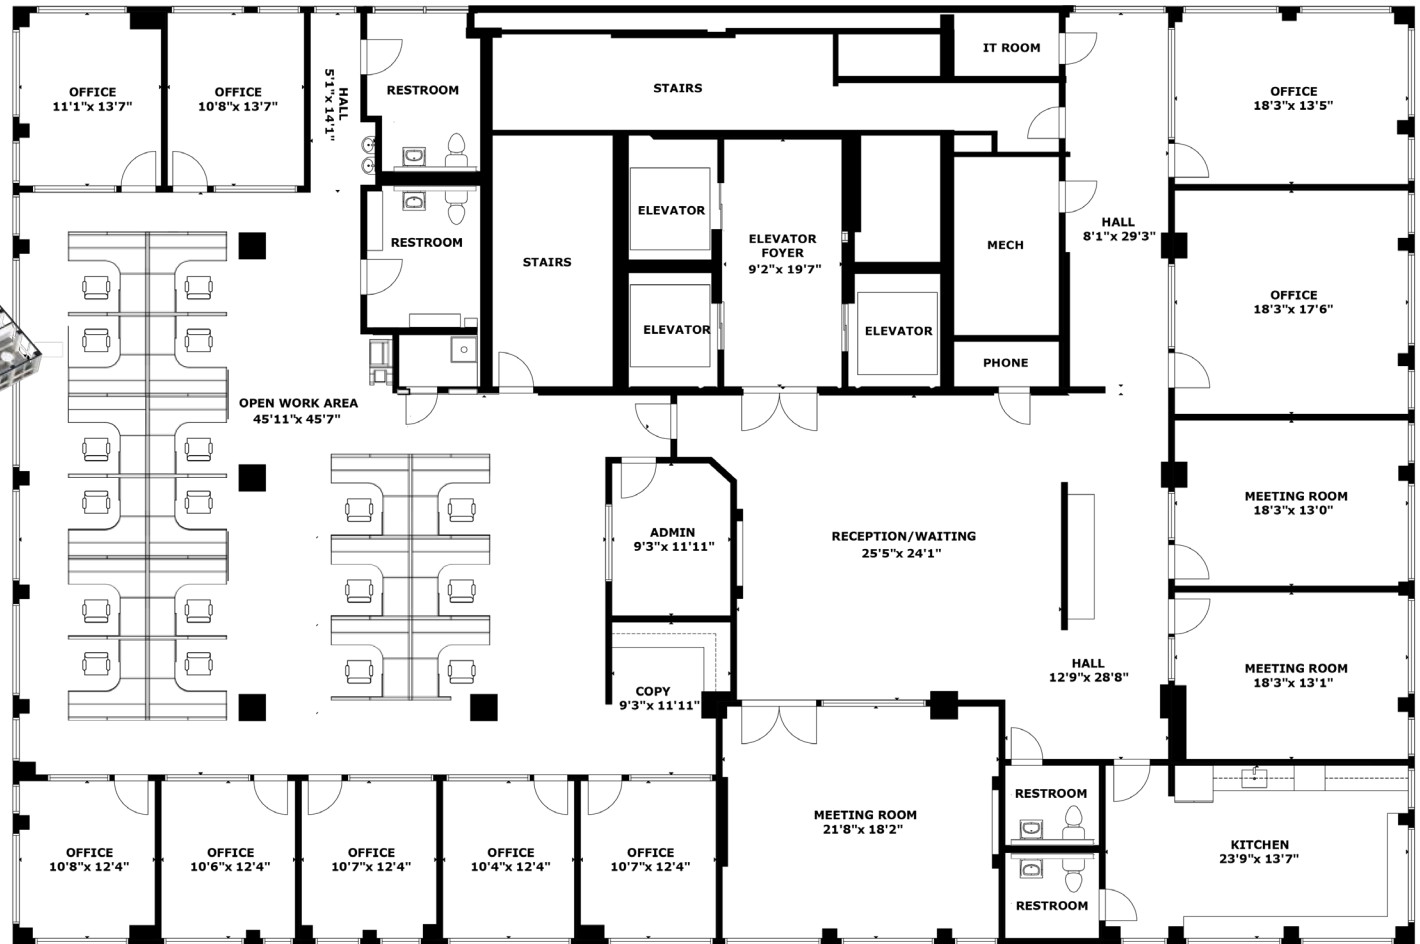 OFFICE
11'1"x 13'7"
OFFICE
10'8"x 13'7"
HALL
5'1"x 14'1"
RESTROOM
STAIRS
IT ROOM
OFFICE
18'3"x 13'5"
ELEVATOR
ELEVATOR
FOYER
9'2"x 19'7"
MECH
HALL
8'1"x 29'3"
RESTROOM
STAIRS
OFFICE
18'3"x 17'6"
ELEVATOR
ELEVATOR
PHONE
OPEN WORK AREA
45'11"x 45'7"
MEETING ROOM
18'3"x 13'0"
ADMIN
9'3"x 11'11"
RECEPTION/WAITING
25'5"x 24'1"
HALL
12'9"x 28'8"
MEETING ROOM
18'3"x 13'1"
COPY
9'3"x 11'11"
RESTROOM
MEETING ROOM
21'8"x 18'2"
KITCHEN
23'9"x 13'7"
OFFICE
10'8"x 12'4"
OFFICE
10'6"x 12'4"
OFFICE
10'7"x 12'4"
OFFICE
10'4"x 12'4"
OFFICE
10'7"x 12'4"
RESTROOM